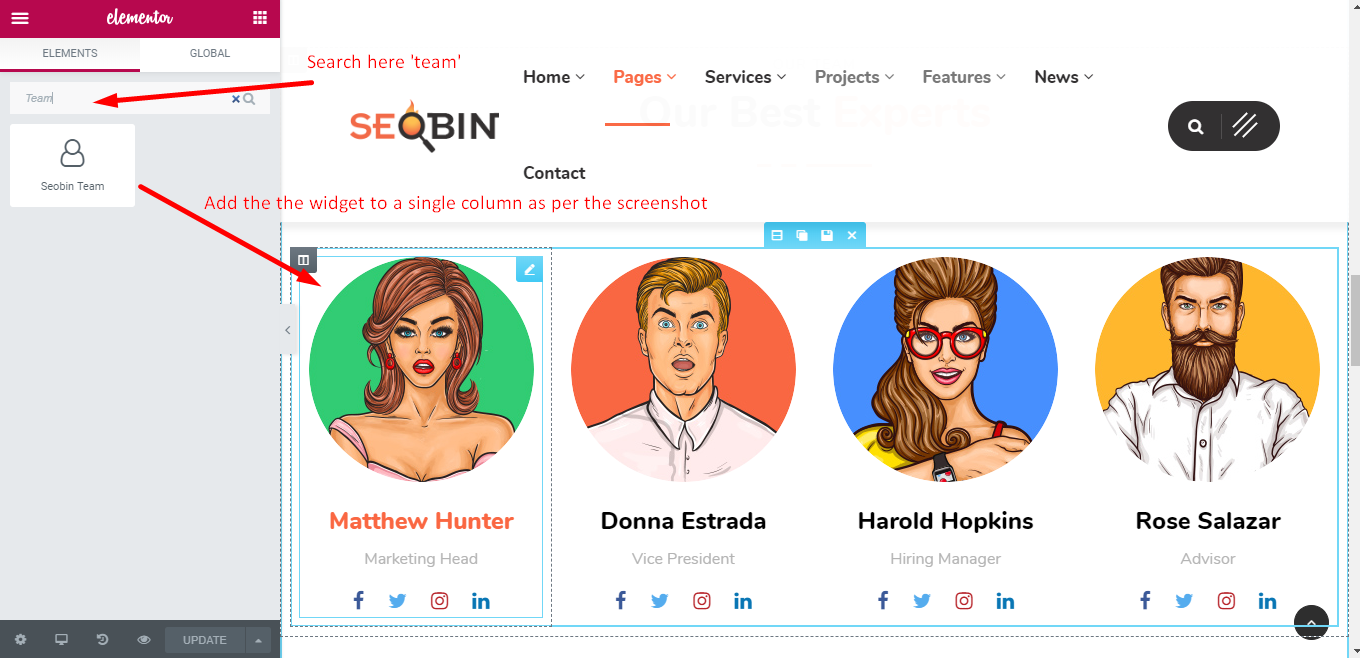 elementor
ELEMENTS GLOBAL
Team
Seobin Team
UPDATE
Search here 'team'
Home Pages Services Projects Features News
Our Best Experts
SEOBIN
Contact
Add the the widget to a single column as per the screenshot
Matthew Hunter
Marketing Head
Donna Estrada
Vice President
Harold Hopkins
Hiring Manager
Rose Salazar
Advisor